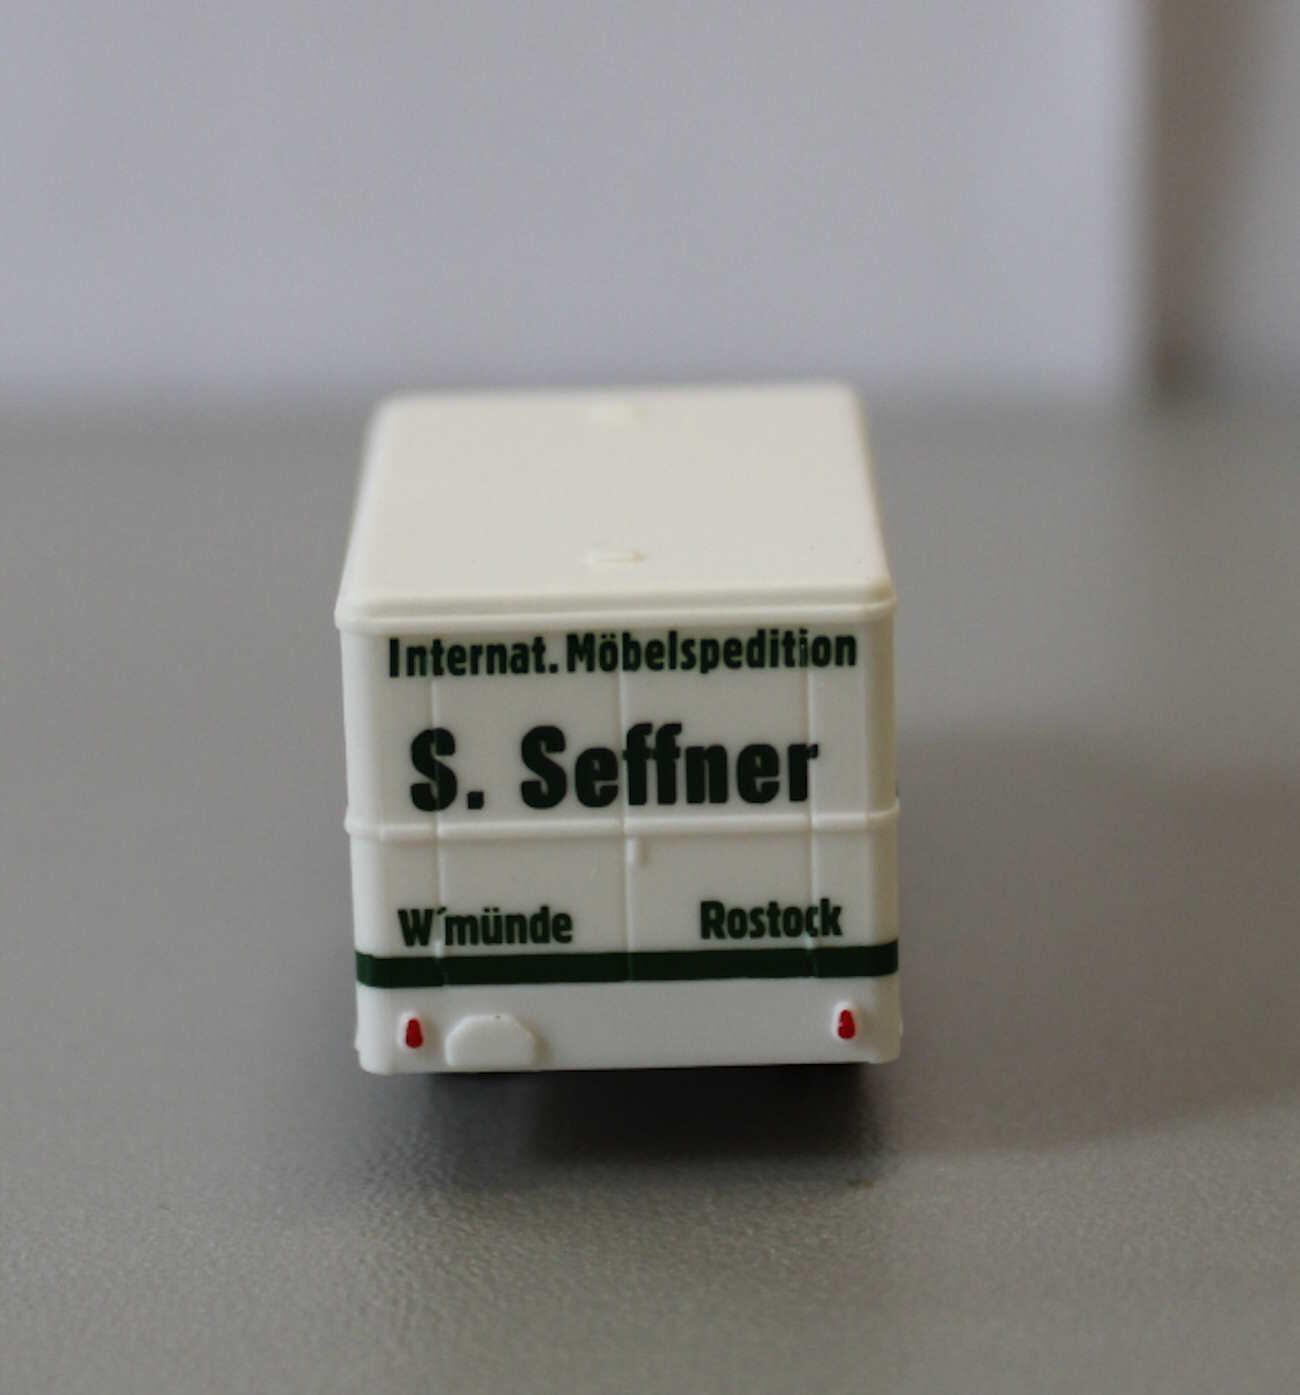 Internat. Möbelspedition
S. Seffner
W´münde Rostock